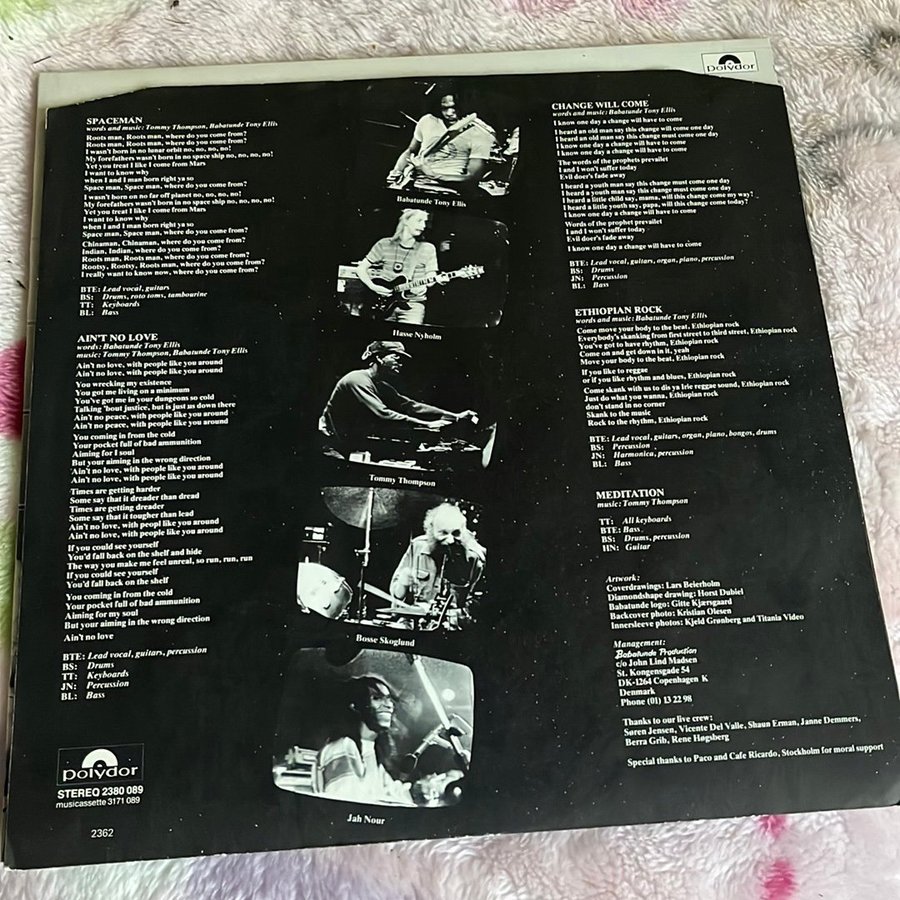 polydor
SPACEMAN
words and music: Tommy Thompson, Babatunde Tony Ellis
Roots man, Roots man, where do you come from?
Roots man, Roots man, where do you come from?
I wasn't born in no lunar orbit no, no, no, no!
My forefathers wasn't born in no space ship no, no, no, no!
Yet you treat I like I come from Mars
I want to know why
when I and I man born right ya so
Space man, Space man, where do you come from?
I wasn't born on no far off planet no, no, no, no!
My forefathers wasn't born in no space ship no, no, no, no!
Yet you treat I like I come from Mars
I want to know why
when I and I man born right ya so
Space man, Space man, where do you come from?
Chinaman, Chinaman, where do you come from?
Indian, Indian, where do you come from?
Roots man, Roots man, where do you come from?
Rootsy, Rootsy, Roots man, where do you come from?
I really want to know now, where do you come from?
BTE: Lead vocal, guitars
BS: Drums, roto toms, tambourine
TT: Keyboards
BL: Bass
AIN'T NO LOVE
words: Babatunde Tony Ellis
music: Tommy Thompson, Babatunde Tony Ellis
Ain't no love, with people like you around
Ain't no love, with people like you around
You wrecking my existence
You got me living on a minimum
You've got me in your dungeons so cold
Talking 'bout justice, but is just us down there
Ain't no peace, with people like you around
Ain't no peace, with people like you around
You coming in from the cold
Your pocket full of bad ammunition
Aiming for I soul
But your aiming in the wrong direction
Ain't no love, with people like you around
Ain't no love, with people like you around
Times are getting harder
Some say that it dreader than dread
Times are getting dreader
Some say that it tougher than lead
Ain't no love, with peopl like you around
Ain't no love, with people like you around
If you could see yourself
You'd fall back on the shelf and hide
The way you make me feel unreal, so run, run, run
If you could see yourself
You'd fall back on the shelf
You coming in from the cold
Your pocket full of bad ammunition
Aiming for my soul
But your aiming in the wrong direction
Ain't no love
BTE: Lead vocal, guitars, percussion
BS: Drums
TT: Keyboards
JN: Percussion
BL: Bass
polydor
STEREO 2380 089
musicassette 3171 089
2362
Babatunde Tony Ellis
Hasse Nyholm
Tommy Thompson
Bosse Skoglund
Jah Nour
CHANGE WILL COME
words and music: Babatunde Tony Ellis
I know one day a change will have to come
I heard an old man say this change will come one day
I heard an old man say this change must come one day
I know one day a change will have to come
I know one day a change will have to come
The words of the prophets prevailet
I and I won't suffer today
Evil doer's fade away
I heard a youth man say this change must come one day
I heard a youth man say this change must come one day
I heard a little child say, mama, will this change come my way?
I heard a little youth say, papa, will this change come today?
I know one day a change will have to come
Words of the prophet prevailet
I and I won't suffer today
Evil doer's fade away
I know one day a change will have to come
BTE: Lead vocal, guitars, organ, piano, percussion
BS: Drums
JN: Percussion
BL: Bass
ETHIOPIAN ROCK
words and music: Babatunde Tony Ellis
Come move your body to the beat, Ethiopian rock
Everybody's skanking from first street to third street, Ethiopian rock
You've got to have rhythm, Ethiopian rock
Come on and get down in it, yeah
Move your body to the beat, Ethiopian rock
If you like to reggae
or if you like rhythm and blues, Ethiopian rock
Come skank with us to dis ya Irie reggae sound, Ethiopian rock
Just do what you wanna, Ethiopian rock
don't stand in no corner
Skank to the music
Rock to the rhythm, Ethiopian rock
BTE: Lead vocal, guitars, organ, piano, bongos, drums
BS: Percussion
JN: Harmonica, percussion
BL: Bass
MEDITATION
music: Tommy Thompson
TT: All keyboards
BTE: Bass
BS: Drums, percussion
HN: Guitar
Artwork:
Coverdrawings: Lars Beierholm
Diamondshape drawing: Horst Dubiel
Babatunde logo: Gitte Kjærsgaard
Backcover photo: Kristian Olesen
Innersleeve photos: Kjeld Grønberg and Titania Video
Management:
Babatunde Production
c/o John Lind Madsen
St. Kongensgade 54
DK-1264 Copenhagen K
Denmark
Phone (01) 13 22 98
Thanks to our live crew:
Søren Jensen, Vicente Del Valle, Shaun Erman, Janne Demmers,
Berra Grib, Rene Høgsberg
Special thanks to Paco and Cafe Ricardo, Stockholm for moral support